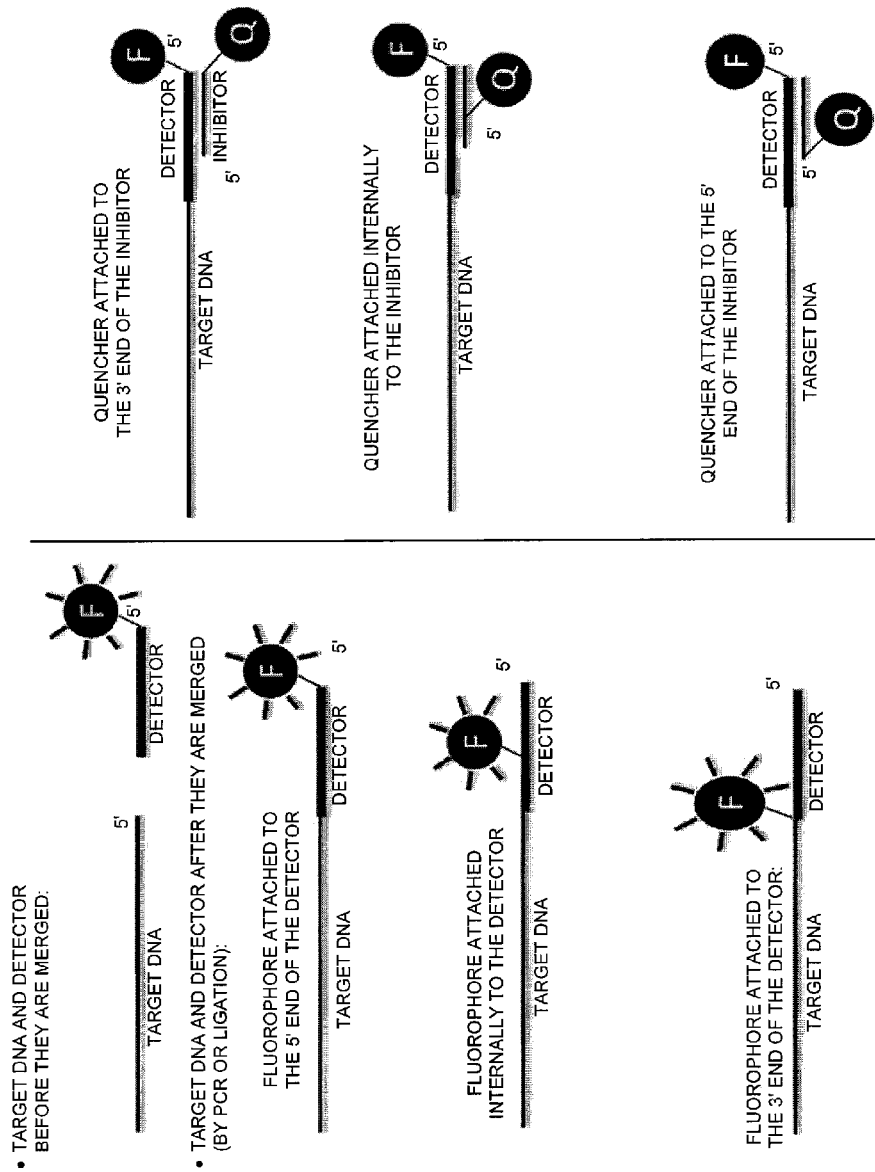 • TARGET DNA AND DETECTOR
BEFORE THEY ARE MERGED:
5'
TARGET DNA
F
5'
DETECTOR
• TARGET DNA AND DETECTOR AFTER THEY ARE MERGED
(BY PCR OR LIGATION):
FLUOROPHORE ATTACHED TO
THE 5' END OF THE DETECTOR
F
5'
TARGET DNA
DETECTOR
FLUOROPHORE ATTACHED
INTERNALLY TO THE DETECTOR
F
5'
TARGET DNA
DETECTOR
FLUOROPHORE ATTACHED TO
THE 3' END OF THE DETECTOR:
F
5'
TARGET DNA
DETECTOR
QUENCHER ATTACHED TO
THE 3' END OF THE INHIBITOR
F
5'
DETECTOR
TARGET DNA
INHIBITOR
5'
Q
QUENCHER ATTACHED INTERNALLY
TO THE INHIBITOR
F
5'
DETECTOR
TARGET DNA
5'
Q
QUENCHER ATTACHED TO THE 5'
END OF THE INHIBITOR
F
5'
DETECTOR
TARGET DNA
5'
Q